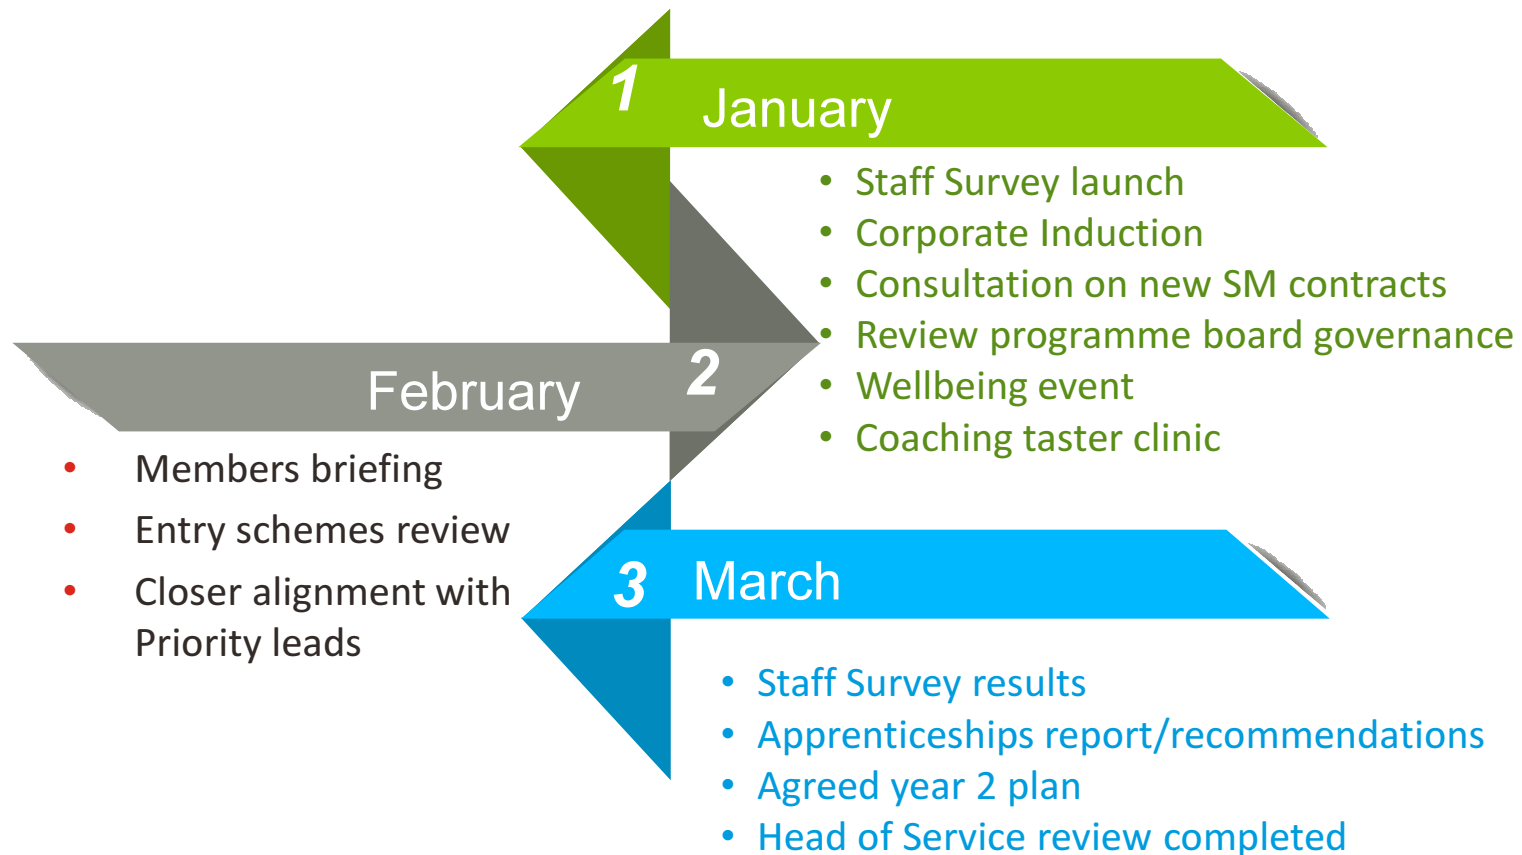 1
January
• Staff Survey launch
• Corporate Induction
• Consultation on new SM contracts
• Review programme board governance
• Wellbeing event
• Coaching taster clinic
February
2
• Members briefing
• Entry schemes review
• Closer alignment with
Priority leads
3
March
• Staff Survey results
• Apprenticeships report/recommendations
• Agreed year 2 plan
• Head of Service review completed